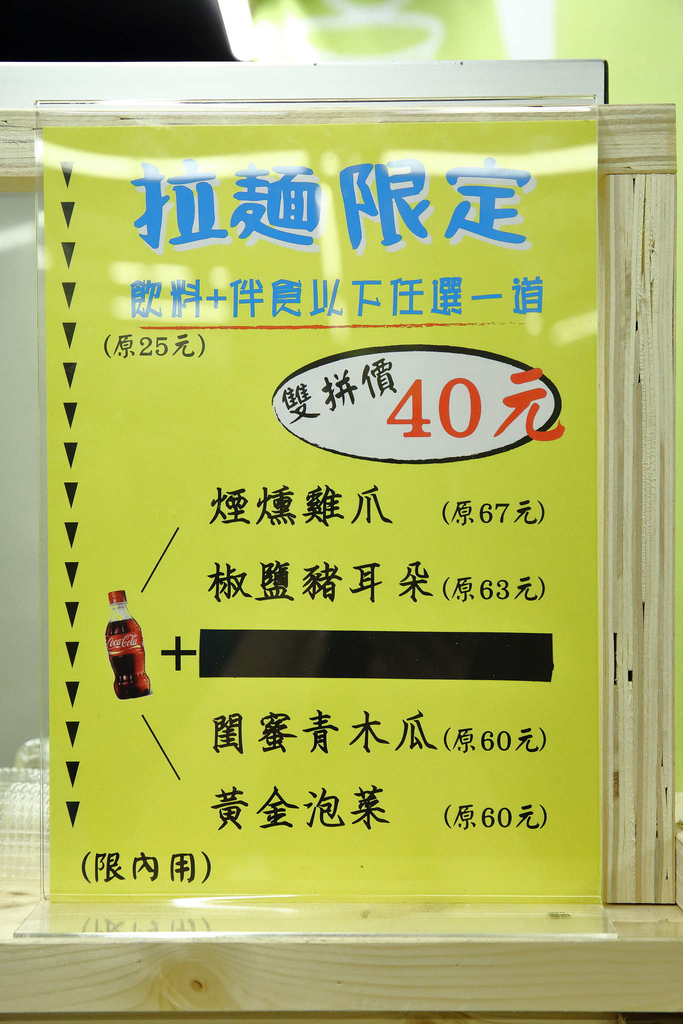 拉麵限定
飲料+伴食以下任選一道
(原25元)
雙拼價 40元
煙燻雞爪 (原67元)
椒鹽豬耳朵(原63元)
Coca-Cola
+
閨蜜青木瓜(原60元)
黃金泡菜 (原60元)
(限內用)